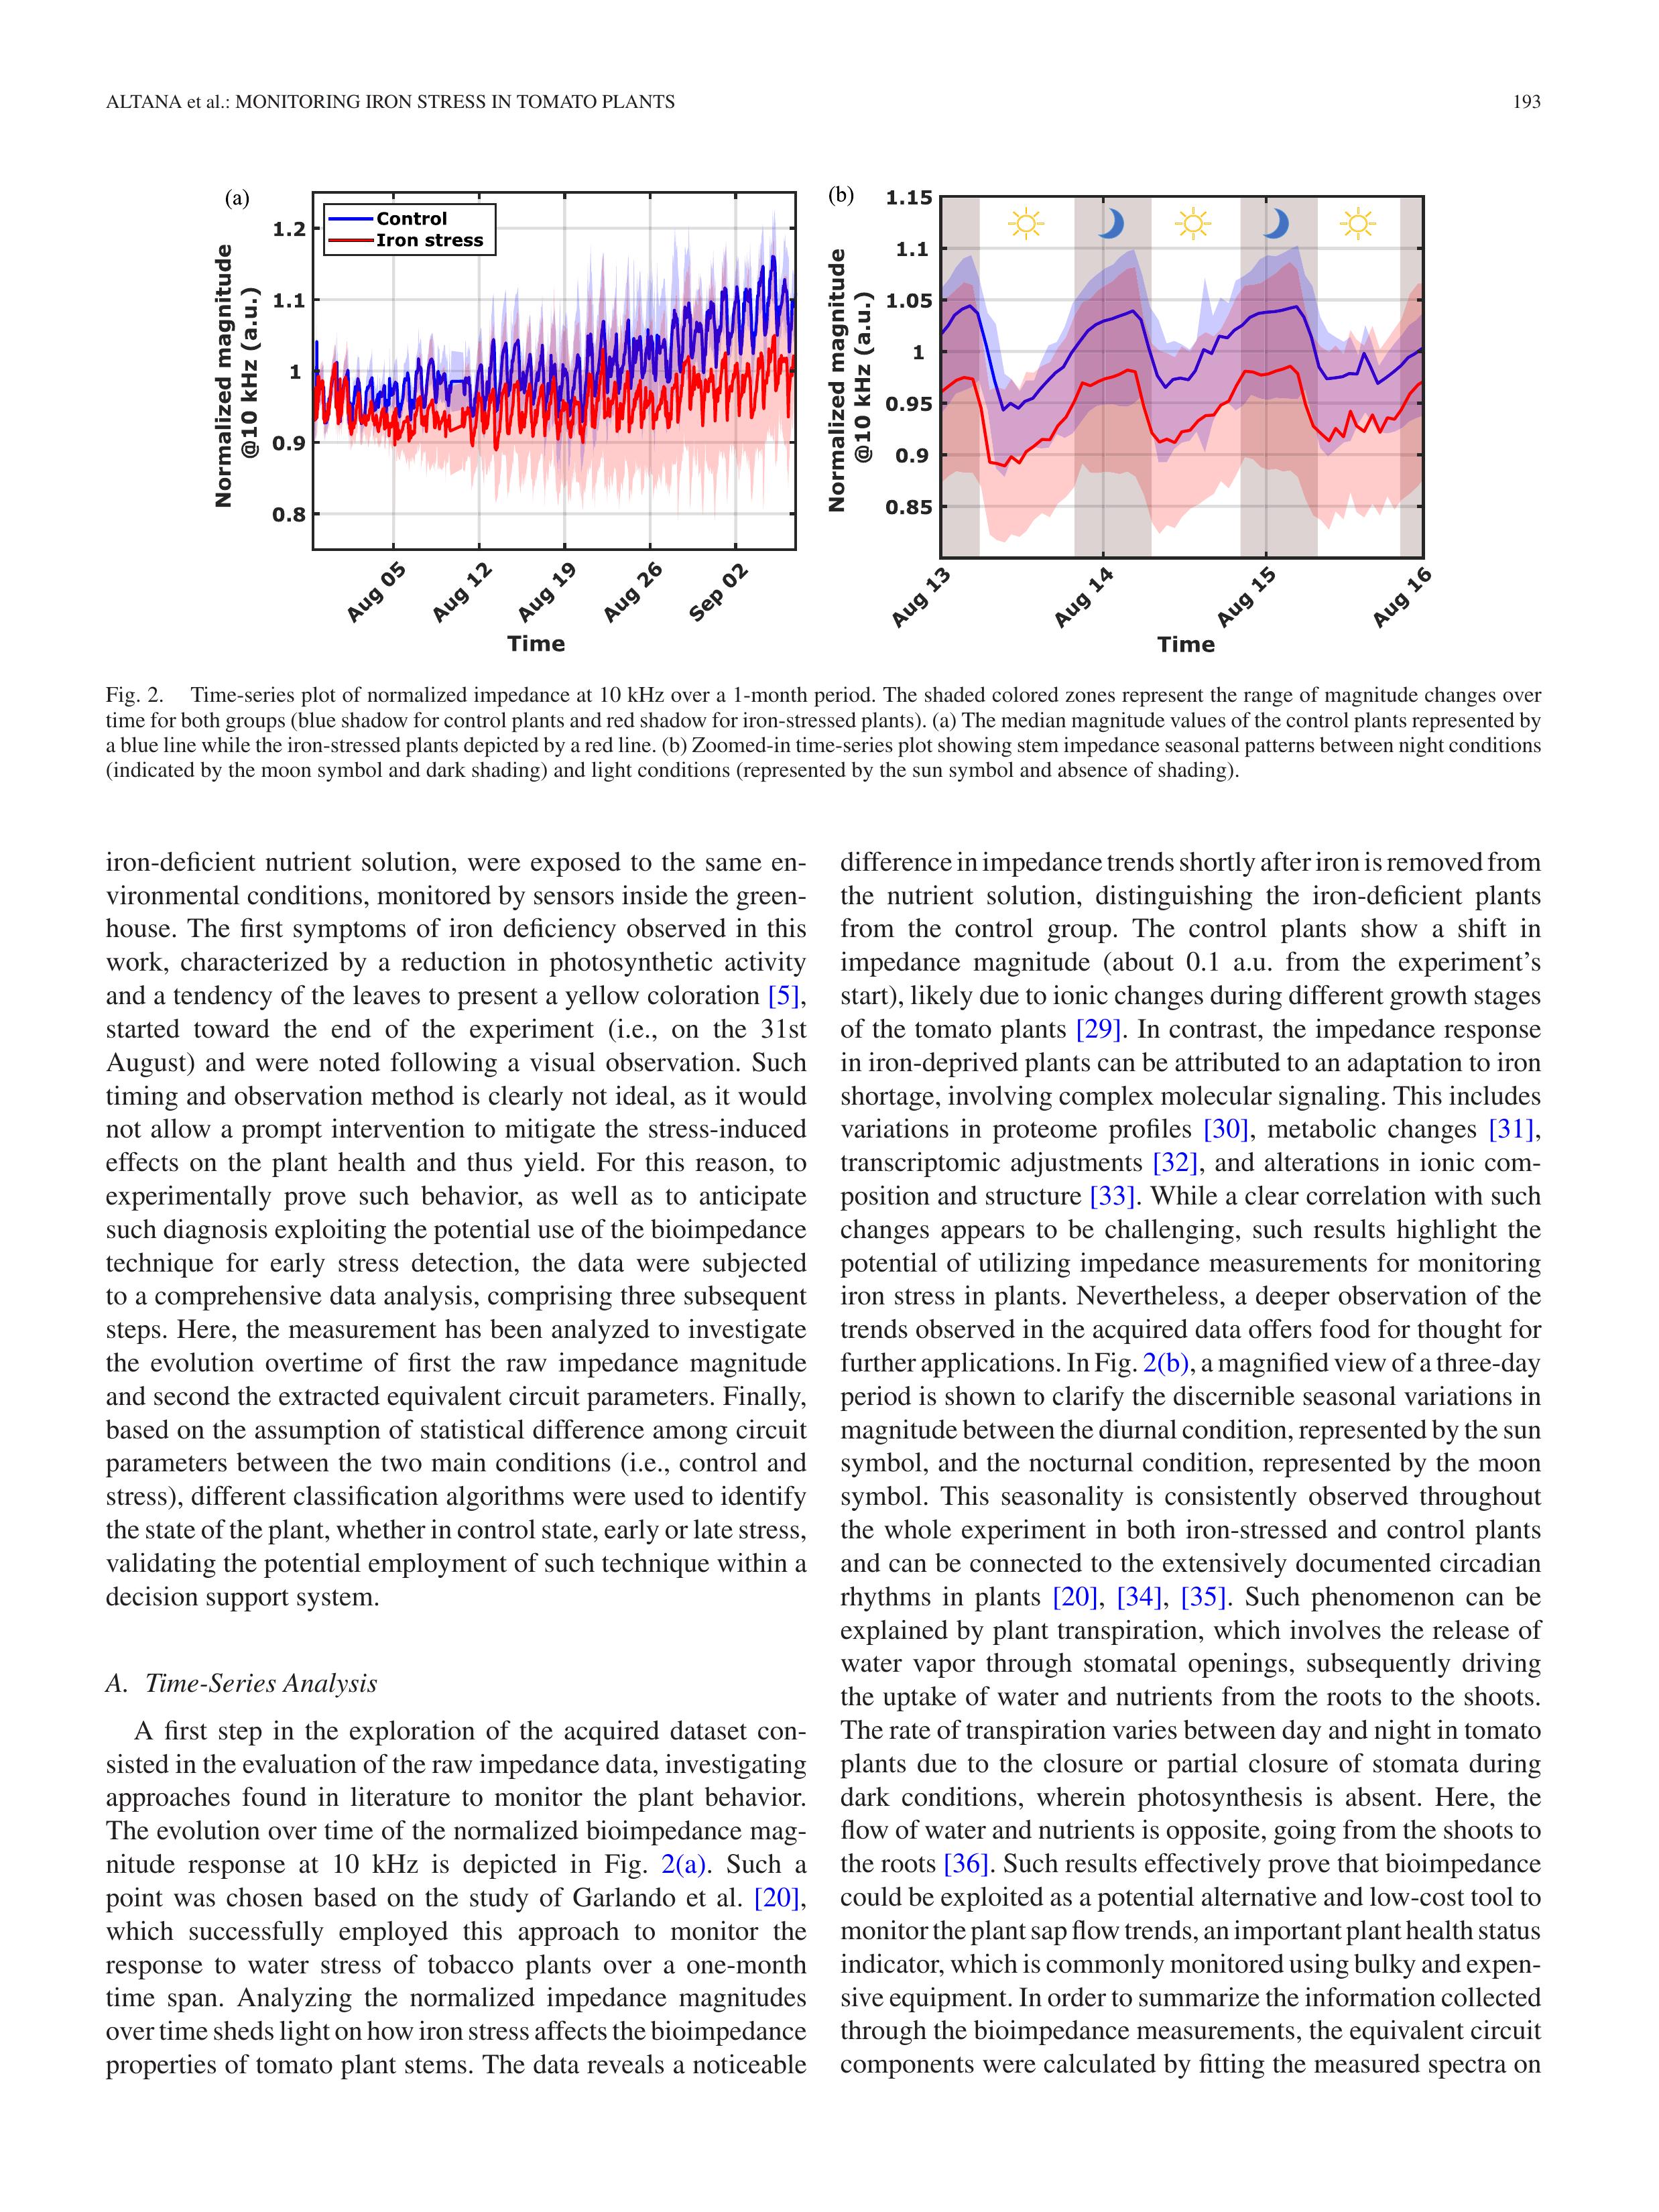 ALTANA et al.: MONITORING IRON STRESS IN TOMATO PLANTS
193
(a)
Control
Iron stress
1.2
1.1
1
0.9
0.8
Normalized magnitude
@10 kHz (a.u.)
Aug 05
Aug 12
Aug 19
Aug 26
Sep 02
Time
(b)
1.15
1.1
1.05
1
0.95
0.9
0.85
Normalized magnitude
@10 kHz (a.u.)
Aug 13
Aug 14
Aug 15
Aug 16
Time
Fig. 2. Time-series plot of normalized impedance at 10 kHz over a 1-month period. The shaded colored zones represent the range of magnitude changes over
time for both groups (blue shadow for control plants and red shadow for iron-stressed plants). (a) The median magnitude values of the control plants represented by
a blue line while the iron-stressed plants depicted by a red line. (b) Zoomed-in time-series plot showing stem impedance seasonal patterns between night conditions
(indicated by the moon symbol and dark shading) and light conditions (represented by the sun symbol and absence of shading).
iron-deficient nutrient solution, were exposed to the same en-
vironmental conditions, monitored by sensors inside the green-
house. The first symptoms of iron deficiency observed in this
work, characterized by a reduction in photosynthetic activity
and a tendency of the leaves to present a yellow coloration [5],
started toward the end of the experiment (i.e., on the 31st
August) and were noted following a visual observation. Such
timing and observation method is clearly not ideal, as it would
not allow a prompt intervention to mitigate the stress-induced
effects on the plant health and thus yield. For this reason, to
experimentally prove such behavior, as well as to anticipate
such diagnosis exploiting the potential use of the bioimpedance
technique for early stress detection, the data were subjected
to a comprehensive data analysis, comprising three subsequent
steps. Here, the measurement has been analyzed to investigate
the evolution overtime of first the raw impedance magnitude
and second the extracted equivalent circuit parameters. Finally,
based on the assumption of statistical difference among circuit
parameters between the two main conditions (i.e., control and
stress), different classification algorithms were used to identify
the state of the plant, whether in control state, early or late stress,
validating the potential employment of such technique within a
decision support system.
A. Time-Series Analysis
A first step in the exploration of the acquired dataset con-
sisted in the evaluation of the raw impedance data, investigating
approaches found in literature to monitor the plant behavior.
The evolution over time of the normalized bioimpedance mag-
nitude response at 10 kHz is depicted in Fig. 2(a). Such a
point was chosen based on the study of Garlando et al. [20],
which successfully employed this approach to monitor the
response to water stress of tobacco plants over a one-month
time span. Analyzing the normalized impedance magnitudes
over time sheds light on how iron stress affects the bioimpedance
properties of tomato plant stems. The data reveals a noticeable
difference in impedance trends shortly after iron is removed from
the nutrient solution, distinguishing the iron-deficient plants
from the control group. The control plants show a shift in
impedance magnitude (about 0.1 a.u. from the experiment's
start), likely due to ionic changes during different growth stages
of the tomato plants [29]. In contrast, the impedance response
in iron-deprived plants can be attributed to an adaptation to iron
shortage, involving complex molecular signaling. This includes
variations in proteome profiles [30], metabolic changes [31],
transcriptomic adjustments [32], and alterations in ionic com-
position and structure [33]. While a clear correlation with such
changes appears to be challenging, such results highlight the
potential of utilizing impedance measurements for monitoring
iron stress in plants. Nevertheless, a deeper observation of the
trends observed in the acquired data offers food for thought for
further applications. In Fig. 2(b), a magnified view of a three-day
period is shown to clarify the discernible seasonal variations in
magnitude between the diurnal condition, represented by the sun
symbol, and the nocturnal condition, represented by the moon
symbol. This seasonality is consistently observed throughout
the whole experiment in both iron-stressed and control plants
and can be connected to the extensively documented circadian
rhythms in plants [20], [34], [35]. Such phenomenon can be
explained by plant transpiration, which involves the release of
water vapor through stomatal openings, subsequently driving
the uptake of water and nutrients from the roots to the shoots.
The rate of transpiration varies between day and night in tomato
plants due to the closure or partial closure of stomata during
dark conditions, wherein photosynthesis is absent. Here, the
flow of water and nutrients is opposite, going from the shoots to
the roots [36]. Such results effectively prove that bioimpedance
could be exploited as a potential alternative and low-cost tool to
monitor the plant sap flow trends, an important plant health status
indicator, which is commonly monitored using bulky and expen-
sive equipment. In order to summarize the information collected
through the bioimpedance measurements, the equivalent circuit
components were calculated by fitting the measured spectra on